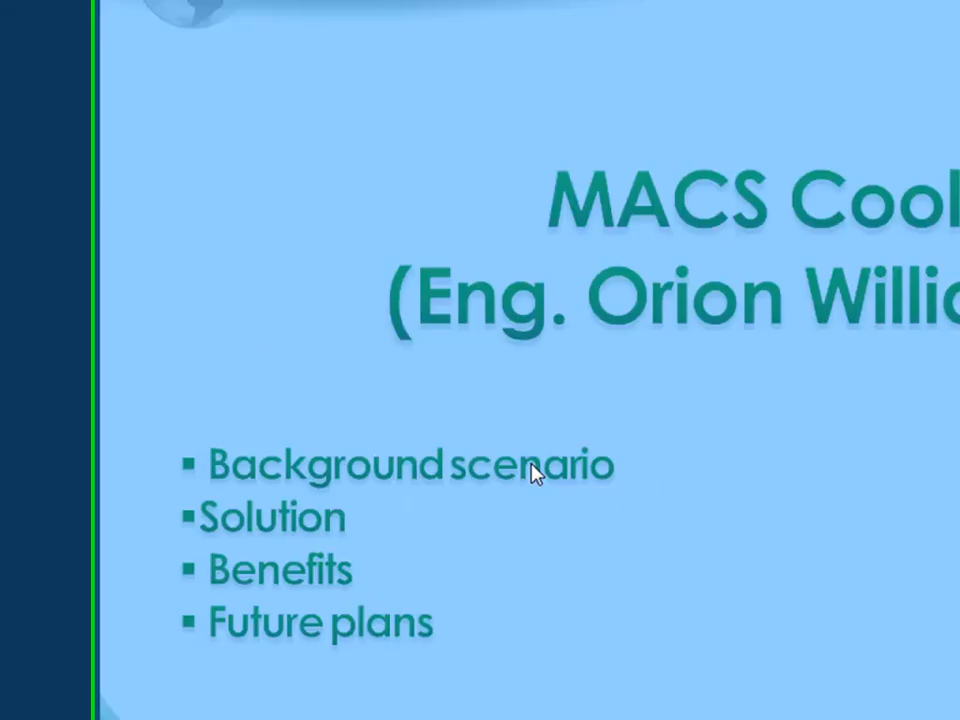 MACS Cool
(Eng. Orion Willi
▪ Background scenario
▪Solution
▪ Benefits
▪ Future plans